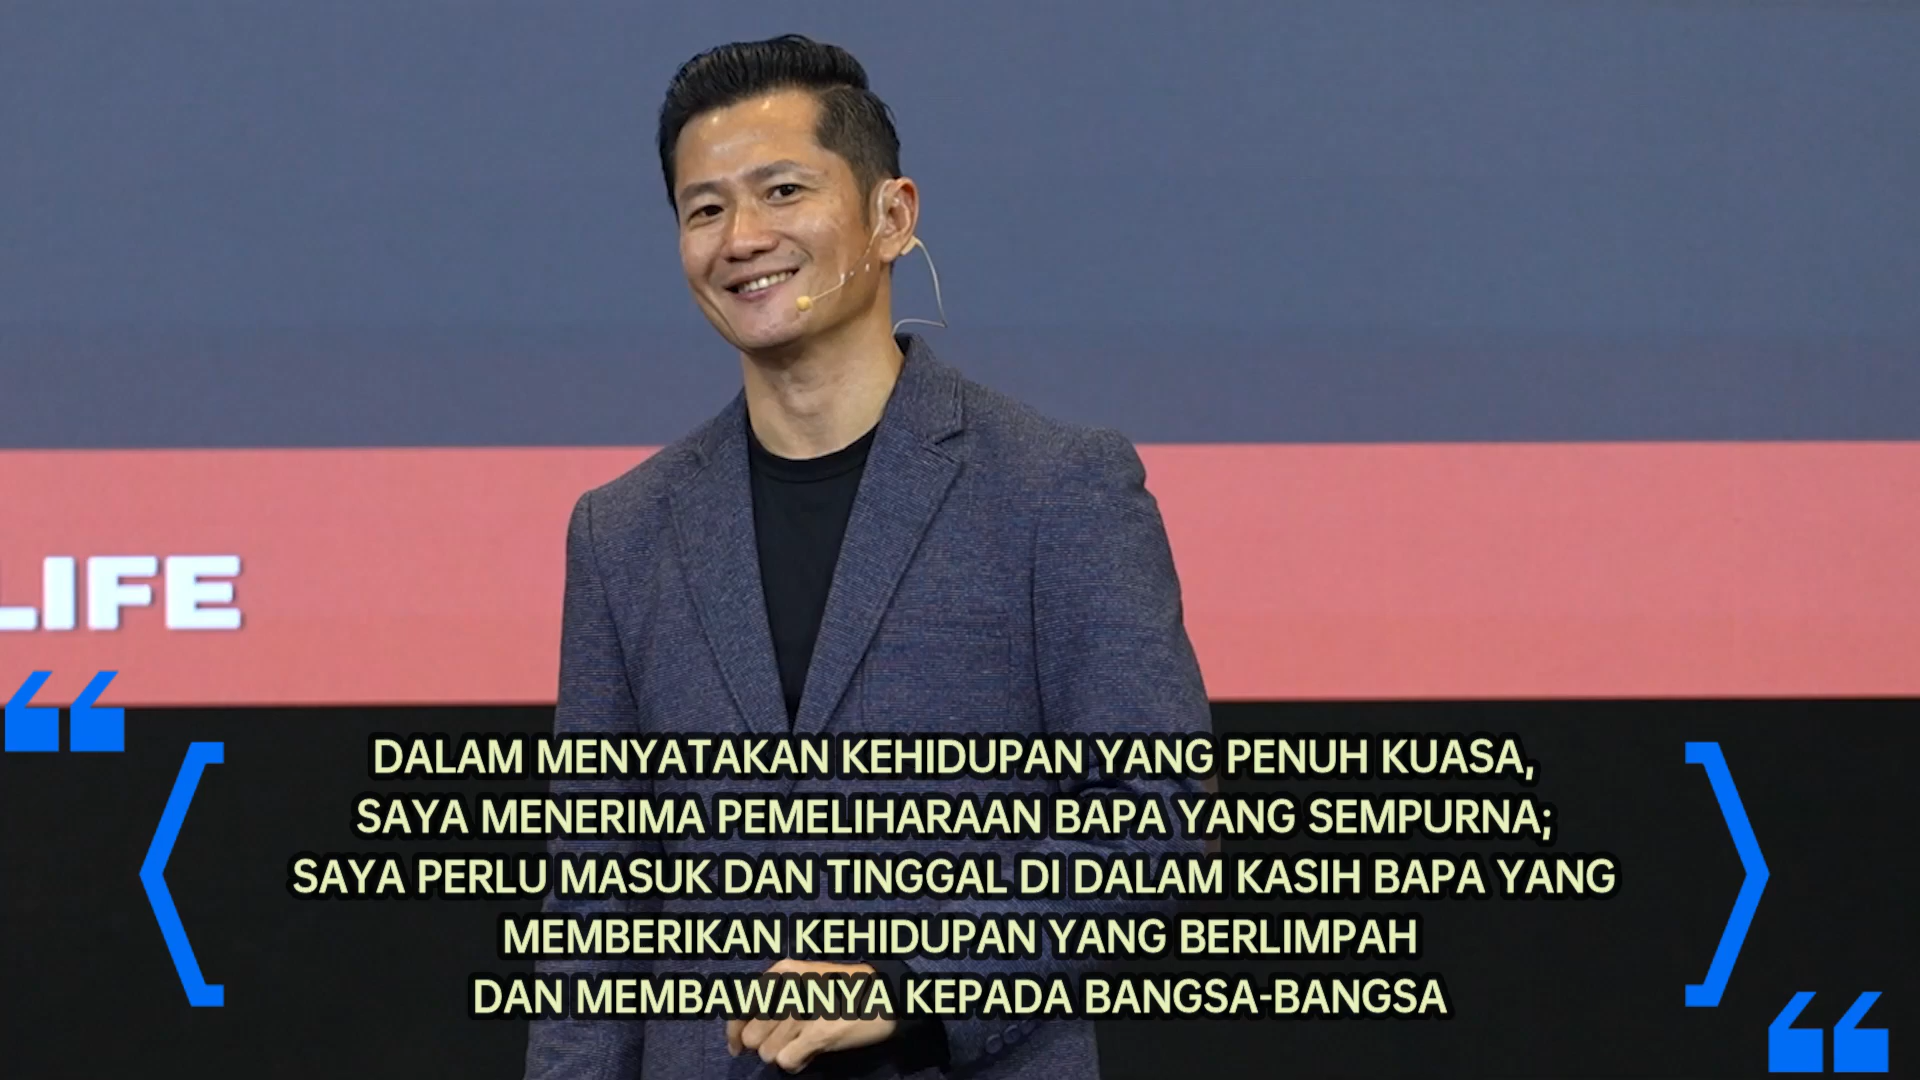 LIFE
DALAM MENYATAKAN KEHIDUPAN YANG PENUH KUASA,
SAYA MENERIMA PEMELIHARAAN BAPA YANG SEMPURNA;
SAYA PERLU MASUK DAN TINGGAL DI DALAM KASIH BAPA YANG
MEMBERIKAN KEHIDUPAN YANG BERLIMPAH
DAN MEMBAWANYA KEPADA BANGSA-BANGSA